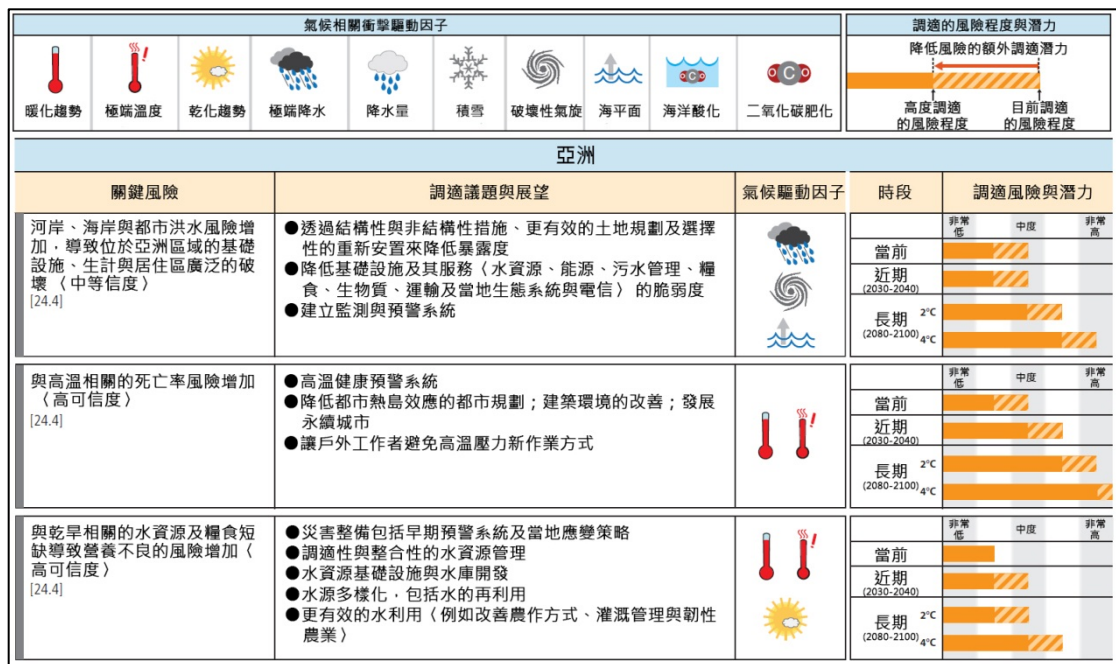 氣候相關衝擊驅動因子
暖化趨勢
極端溫度
乾化趨勢
極端降水
降水量
積雪
破壞性氣旋
海平面
海洋酸化
二氧化碳肥化
CO
調適的風險程度與潛力
降低風險的額外調適潛力
高度調適
的風險程度
目前調適
的風險程度
亞洲
關鍵風險
調適議題與展望
氣候驅動因子
時段
調適風險與潛力
河岸、海岸與都市洪水風險增
加，導致位於亞洲區域的基礎
設施、生計與居住區廣泛的破
壞〈中等信度〉
[24.4]
●透過結構性與非結構性措施、更有效的土地規劃及選擇
性的重新安置來降低暴露度
●降低基礎設施及其服務〈水資源、能源、污水管理、糧
食、生物質、運輸及當地生態系統與電信〉的脆弱度
●建立監測與預警系統
非常
低
中度
非常
高
當前
近期
(2030-2040)
長期
(2080-2100)
2°C
4°C
與高溫相關的死亡率風險增加
〈高可信度〉
[24.4]
●高溫健康預警系統
●降低都市熱島效應的都市規劃；建築環境的改善；發展
永續城市
●讓戶外工作者避免高溫壓力新作業方式
非常
低
中度
非常
高
當前
近期
(2030-2040)
長期
(2080-2100)
2°C
4°C
與乾旱相關的水資源及糧食短
缺導致營養不良的風險增加〈
高可信度〉
[24.4]
●災害整備包括早期預警系統及當地應變策略
●調適性與整合性的水資源管理
●水資源基礎設施與水庫開發
●水源多樣化，包括水的再利用
●更有效的水利用〈例如改善農作方式、灌溉管理與韌性
農業〉
非常
低
中度
非常
高
當前
近期
(2030-2040)
長期
(2080-2100)
2°C
4°C